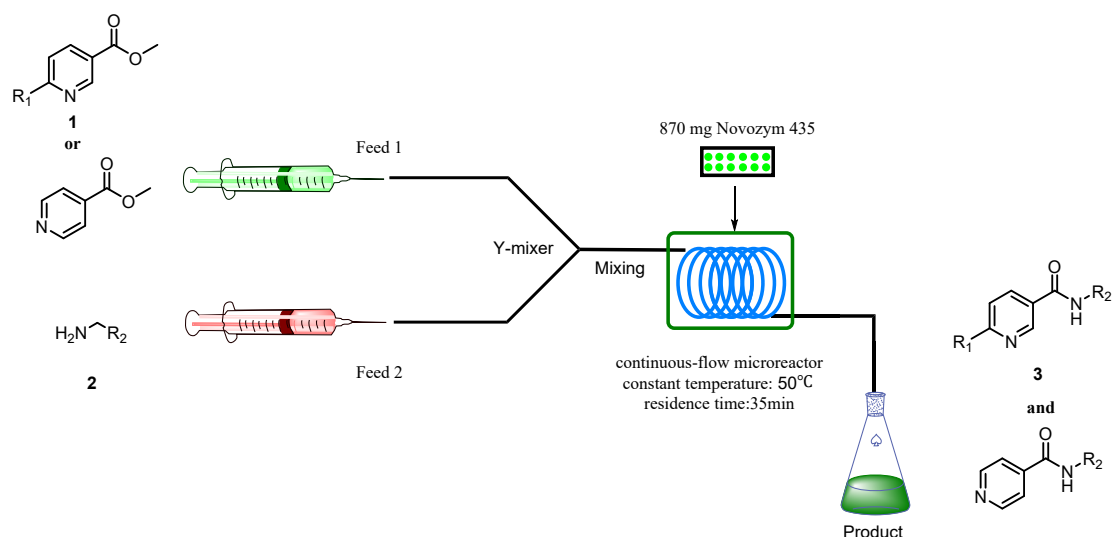 O
O
R1
N
1
or
O
O
N
H2N
R2
2
Feed 1
Feed 2
Y-mixer
Mixing
870 mg Novozym 435
continuous-flow microreactor
constant temperature: 50℃
residence time:35min
Product
O
N
H
R2
R1
N
3
and
O
N
H
R2
N